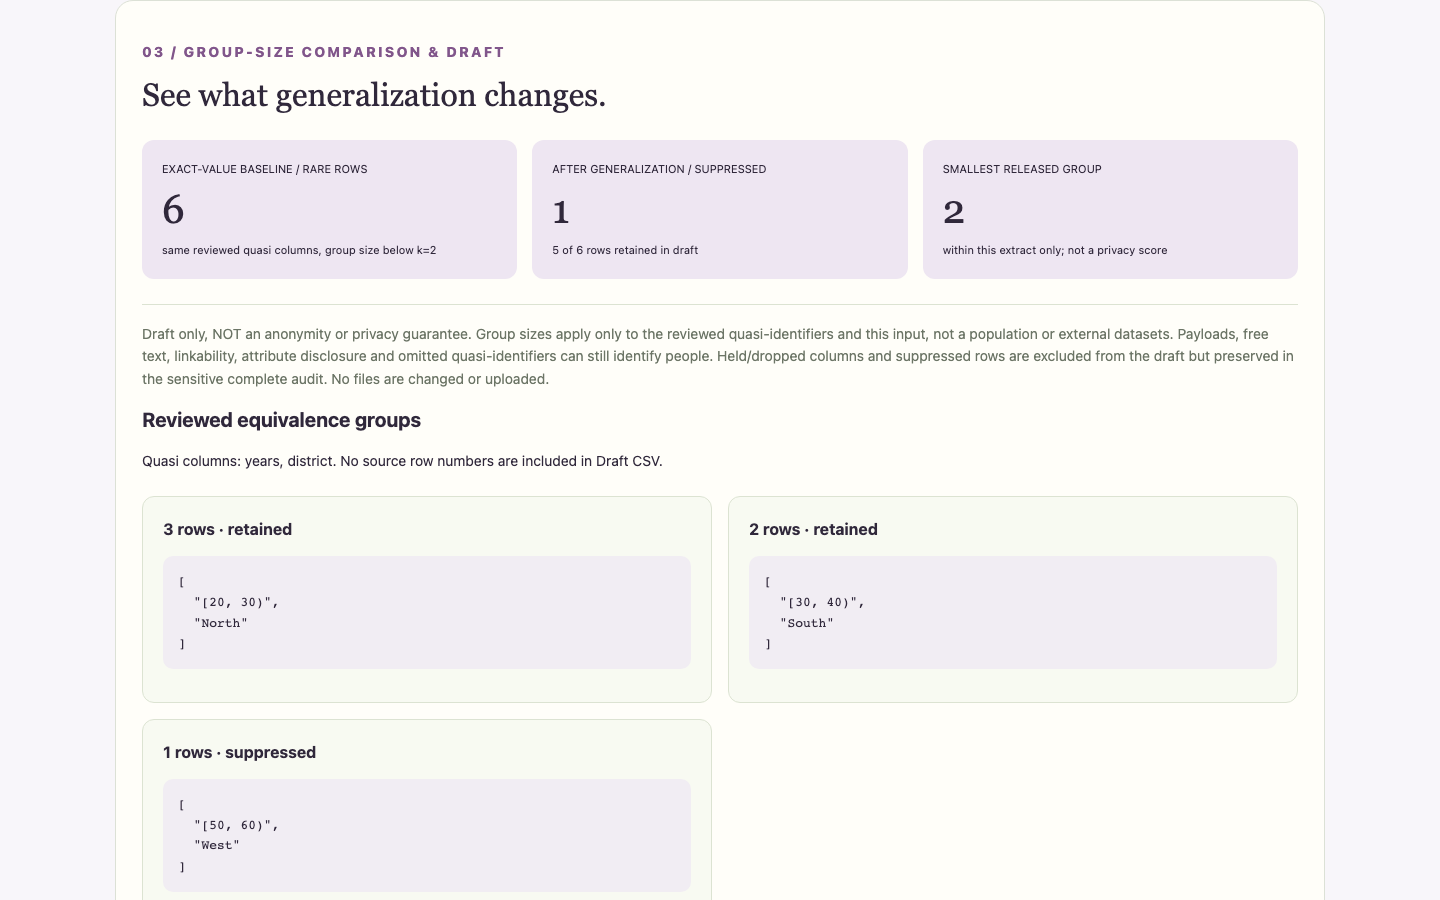 03 / GROUP-SIZE COMPARISON & DRAFT
See what generalization changes.
EXACT-VALUE BASELINE / RARE ROWS
6
same reviewed quasi columns, group size below k=2
AFTER GENERALIZATION / SUPPRESSED
1
5 of 6 rows retained in draft
SMALLEST RELEASED GROUP
2
within this extract only; not a privacy score
Draft only, NOT an anonymity or privacy guarantee. Group sizes apply only to the reviewed quasi-identifiers and this input, not a population or external datasets. Payloads, free
text, linkability, attribute disclosure and omitted quasi-identifiers can still identify people. Held/dropped columns and suppressed rows are excluded from the draft but preserved in
the sensitive complete audit. No files are changed or uploaded.
Reviewed equivalence groups
Quasi columns: years, district. No source row numbers are included in Draft CSV.
3 rows · retained
[
"[20, 30)",
"North"
]
2 rows · retained
[
"[30, 40)",
"South"
]
1 rows · suppressed
[
"[50, 60)",
"West"
]